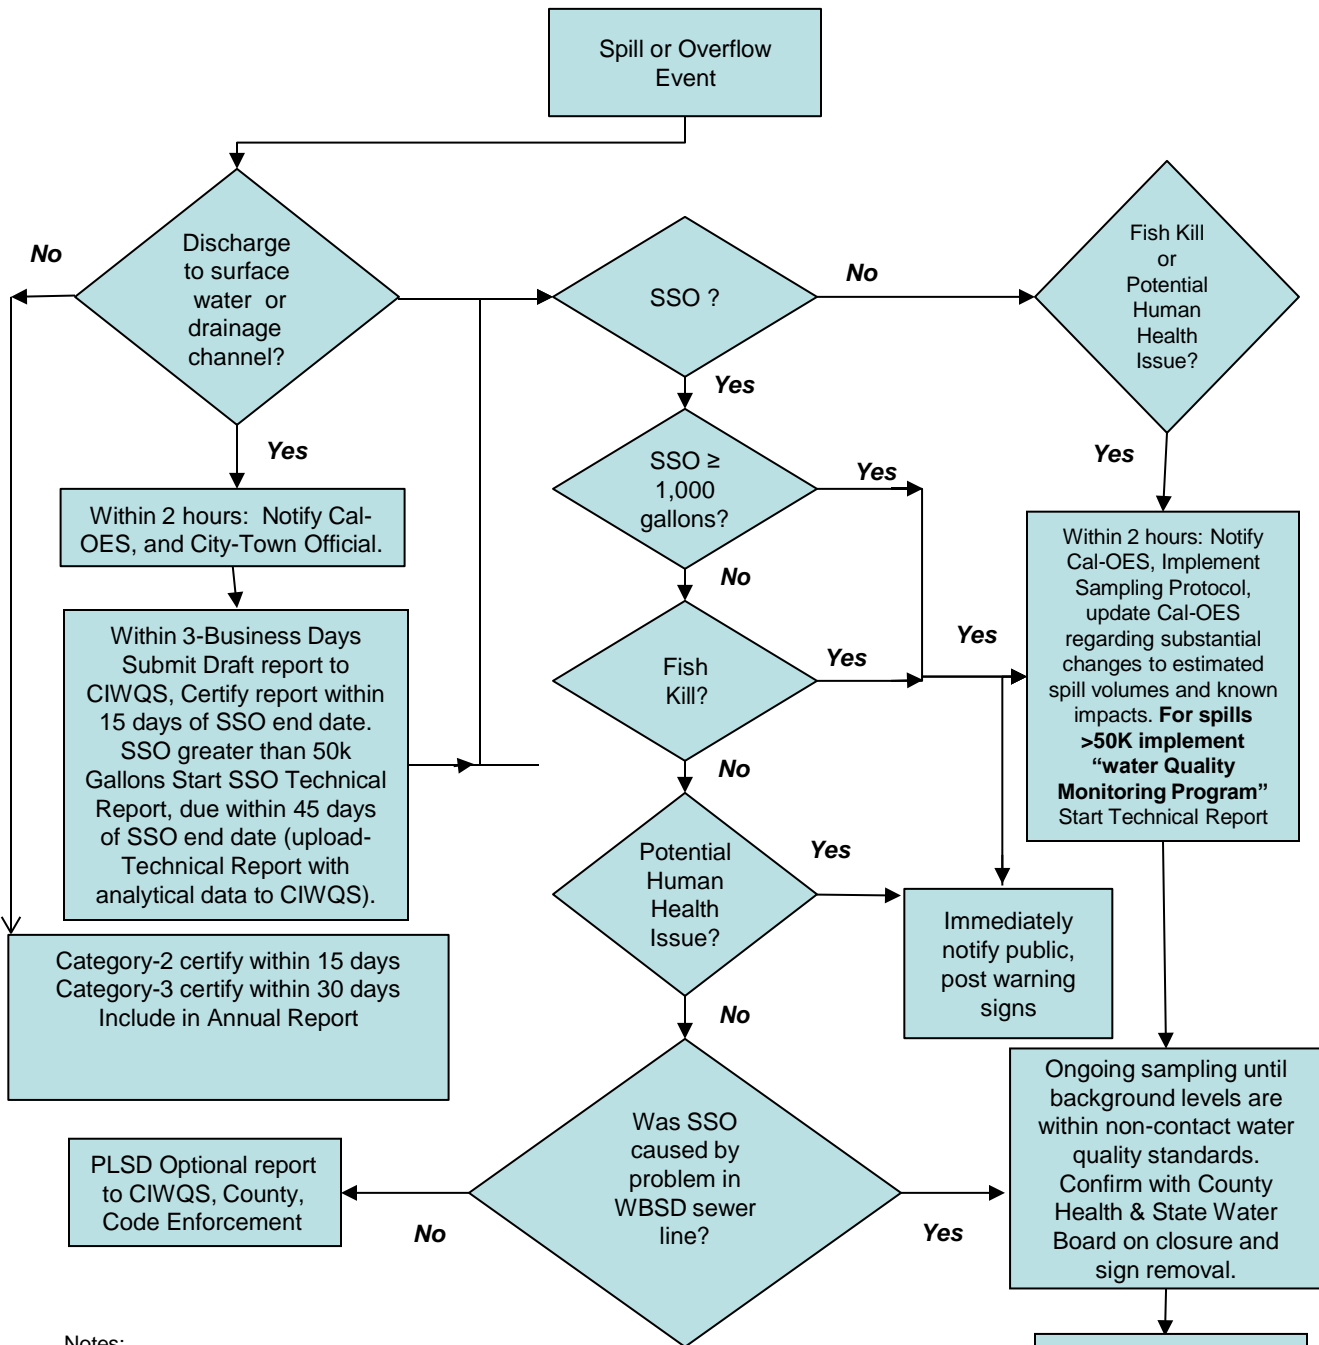 Spill or Overflow
Event
No
Discharge
to surface
water or
drainage
channel?
SSO ?
No
Fish Kill
or
Potential
Human
Health
Issue?
Yes
Yes
SSO ≥
1,000
gallons?
Yes
Yes
Within 2 hours: Notify Cal-
OES, and City-Town Official.
No
Within 2 hours: Notify
Cal-OES, Implement
Sampling Protocol,
update Cal-OES
regarding substantial
changes to estimated
spill volumes and known
impacts. For spills
>50K implement
“water Quality
Monitoring Program”
Start Technical Report
Within 3-Business Days
Submit Draft report to
CIWQS, Certify report within
15 days of SSO end date.
SSO greater than 50k
Gallons Start SSO Technical
Report, due within 45 days
of SSO end date (upload-
Technical Report with
analytical data to CIWQS).
Fish
Kill?
Yes
Yes
No
Potential
Human
Health
Issue?
Yes
Immediately
notify public,
post warning
signs
Category-2 certify within 15 days
Category-3 certify within 30 days
Include in Annual Report
No
Ongoing sampling until
background levels are
within non-contact water
quality standards.
Confirm with County
Health & State Water
Board on closure and
sign removal.
Was SSO
caused by
problem in
WBSD sewer
line?
PLSD Optional report
to CIWQS, County,
Code Enforcement
No
Yes
Notes: